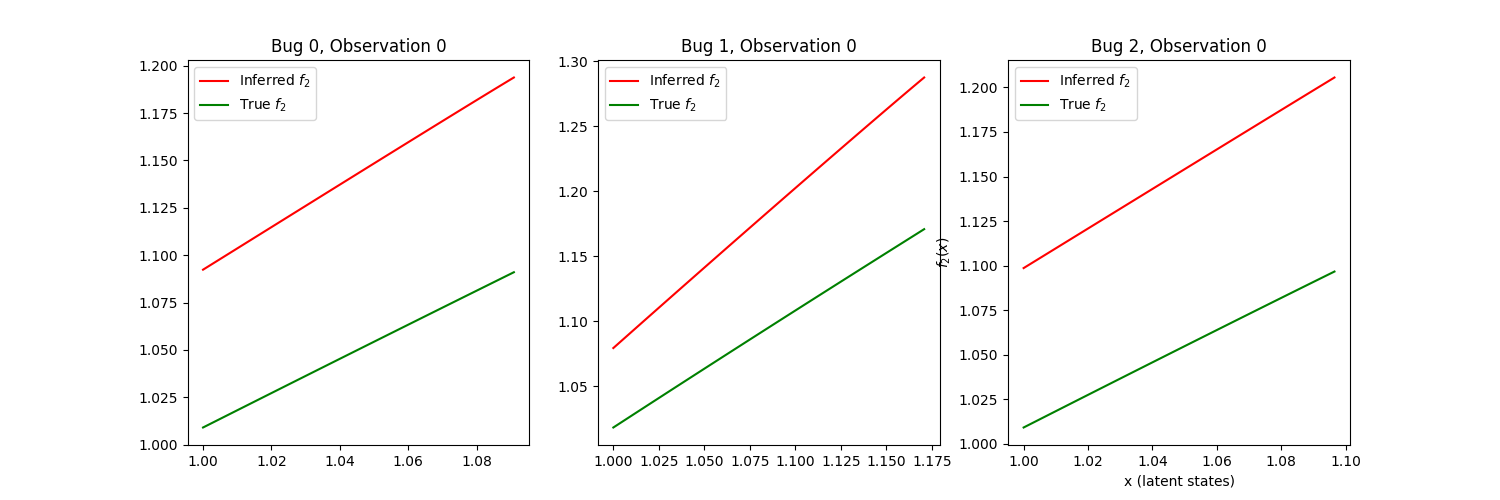 Bug 0, Observation 0
Inferred f₂
True f₂
1.200
1.175
1.150
1.125
1.100
1.075
1.050
1.025
1.000
1.00 1.02 1.04 1.06 1.08
Bug 1, Observation 0
Inferred f₂
True f₂
1.30
1.25
1.20
1.15
1.10
1.05
1.000 1.025 1.050 1.075 1.100 1.125 1.150 1.175
Bug 2, Observation 0
Inferred f₂
True f₂
f₂(x)
1.200
1.175
1.150
1.125
1.100
1.075
1.050
1.025
1.000
1.00 1.02 1.04 1.06 1.08 1.10
x (latent states)